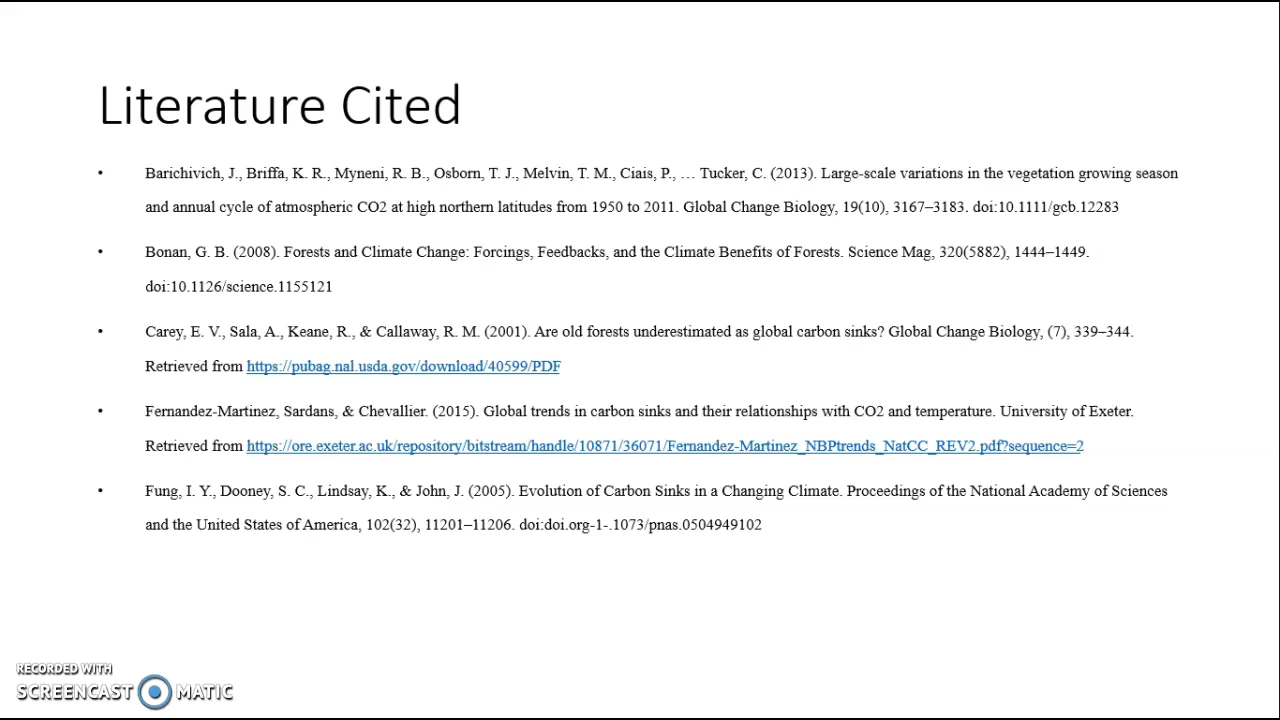 Literature Cited
• Barichivich, J., Briffa, K. R., Myneni, R. B., Osborn, T. J., Melvin, T. M., Ciais, P., … Tucker, C. (2013). Large-scale variations in the vegetation growing season
and annual cycle of atmospheric CO2 at high northern latitudes from 1950 to 2011. Global Change Biology, 19(10), 3167–3183. doi:10.1111/gcb.12283
• Bonan, G. B. (2008). Forests and Climate Change: Forcings, Feedbacks, and the Climate Benefits of Forests. Science Mag, 320(5882), 1444–1449.
doi:10.1126/science.1155121
• Carey, E. V., Sala, A., Keane, R., & Callaway, R. M. (2001). Are old forests underestimated as global carbon sinks? Global Change Biology, (7), 339–344.
Retrieved from https://pubag.nal.usda.gov/download/40599/PDF
• Fernandez-Martinez, Sardans, & Chevallier. (2015). Global trends in carbon sinks and their relationships with CO2 and temperature. University of Exeter.
Retrieved from https://ore.exeter.ac.uk/repository/bitstream/handle/10871/36071/Fernandez-Martinez_NBPtrends_NatCC_REV2.pdf?sequence=2
• Fung, I. Y., Dooney, S. C., Lindsay, K., & John, J. (2005). Evolution of Carbon Sinks in a Changing Climate. Proceedings of the National Academy of Sciences
and the United States of America, 102(32), 11201–11206. doi:doi.org-1-.1073/pnas.0504949102
RECORDED WITH
SCREENCAST MATIC